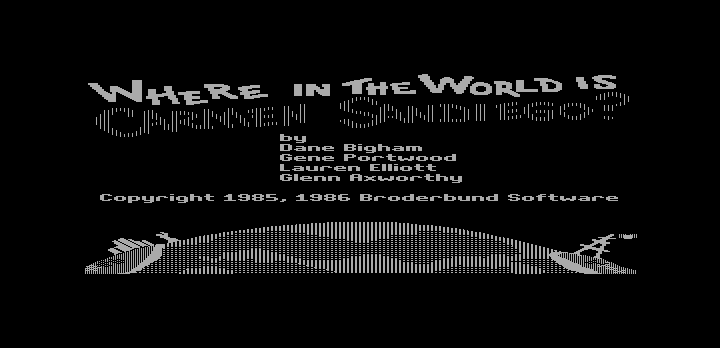 WHERE IN THE WORLD IS
CARMEN SANDIEGO?
by
Dane Bigham
Gene Portwood
Lauren Elliott
Glenn Axworthy
Copyright 1985, 1986 Broderbund Software